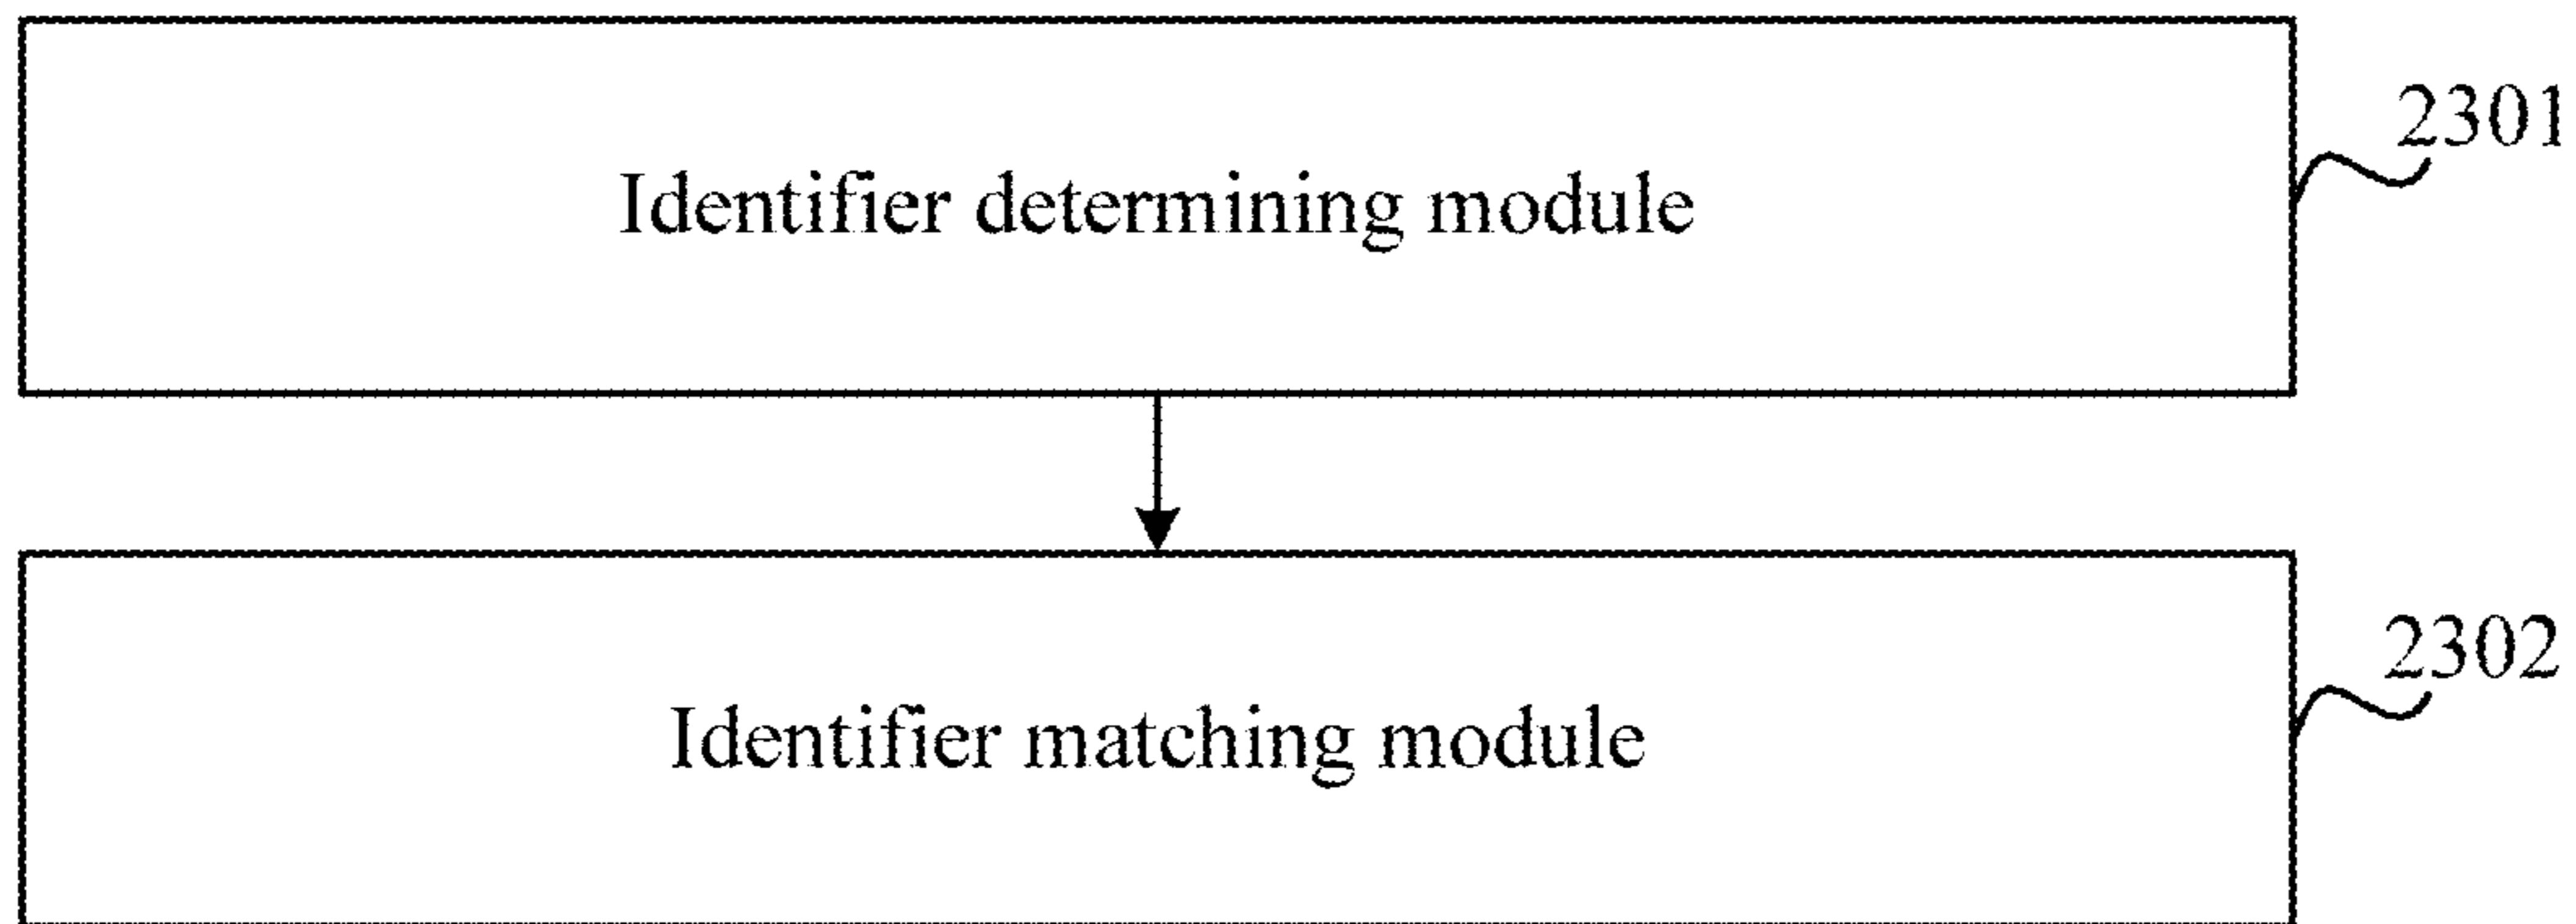 2301
Identifier determining module
2302
Identifier matching module